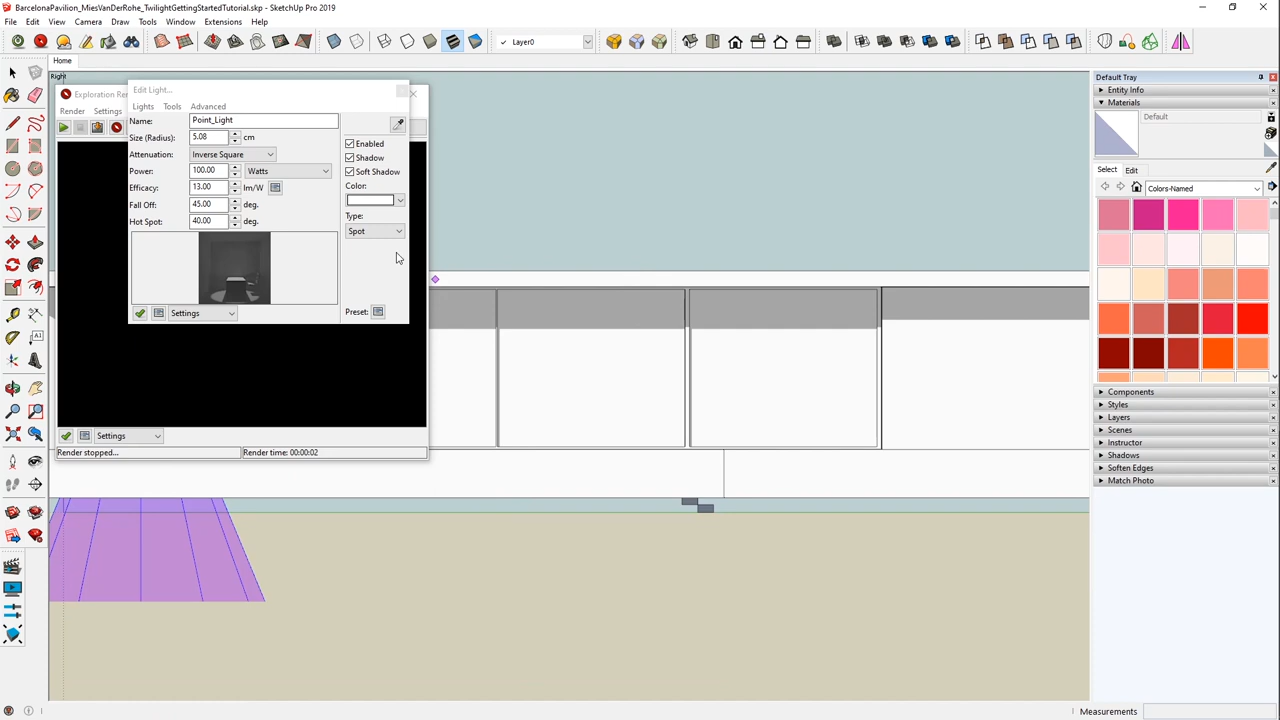 BarcelonaPavilion_MiesVanDerRohe_TwilightGettingStartedTutorial.skp - SketchUp Pro 2019
File Edit View Camera Draw Tools Window Extensions Help
Layer0
Home
Right
Exploration Ren
Render Settings
Edit Light...
Lights Tools Advanced
Name: Point_Light
Size (Radius): 5.08 cm
Attenuation: Inverse Square
Power: 100.00 Watts
Efficacy: 13.00 lm/W
Fall Off: 45.00 deg.
Hot Spot: 40.00 deg.
Enabled
Shadow
Soft Shadow
Color:
Type:
Spot
Settings
Preset:
Settings
Render stopped... Render time: 00:00:02
Default Tray
Entity Info
Materials
Default
Select Edit
Colors-Named
Components
Styles
Layers
Scenes
Instructor
Shadows
Soften Edges
Match Photo
Measurements